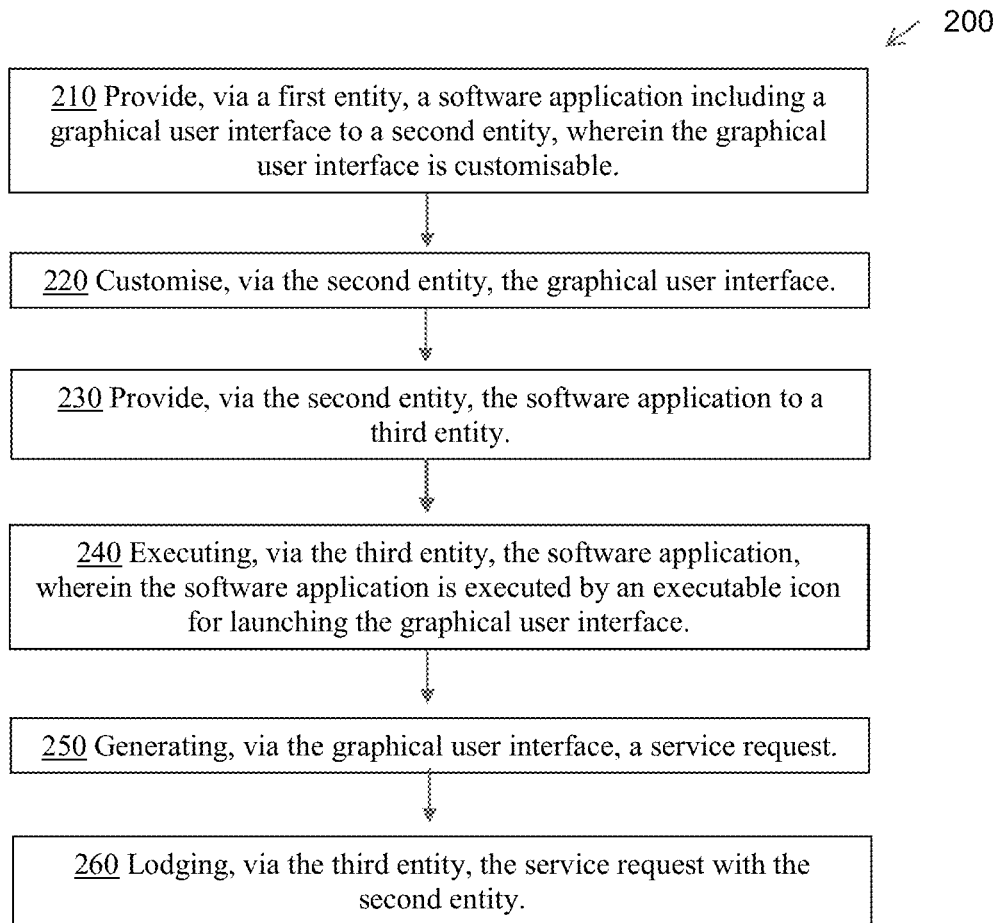 200
210 Provide, via a first entity, a software application including a
graphical user interface to a second entity, wherein the graphical
user interface is customisable.
220 Customise, via the second entity, the graphical user interface.
230 Provide, via the second entity, the software application to a
third entity.
240 Executing, via the third entity, the software application,
wherein the software application is executed by an executable icon
for launching the graphical user interface.
250 Generating, via the graphical user interface, a service request.
260 Lodging, via the third entity, the service request with the
second entity.